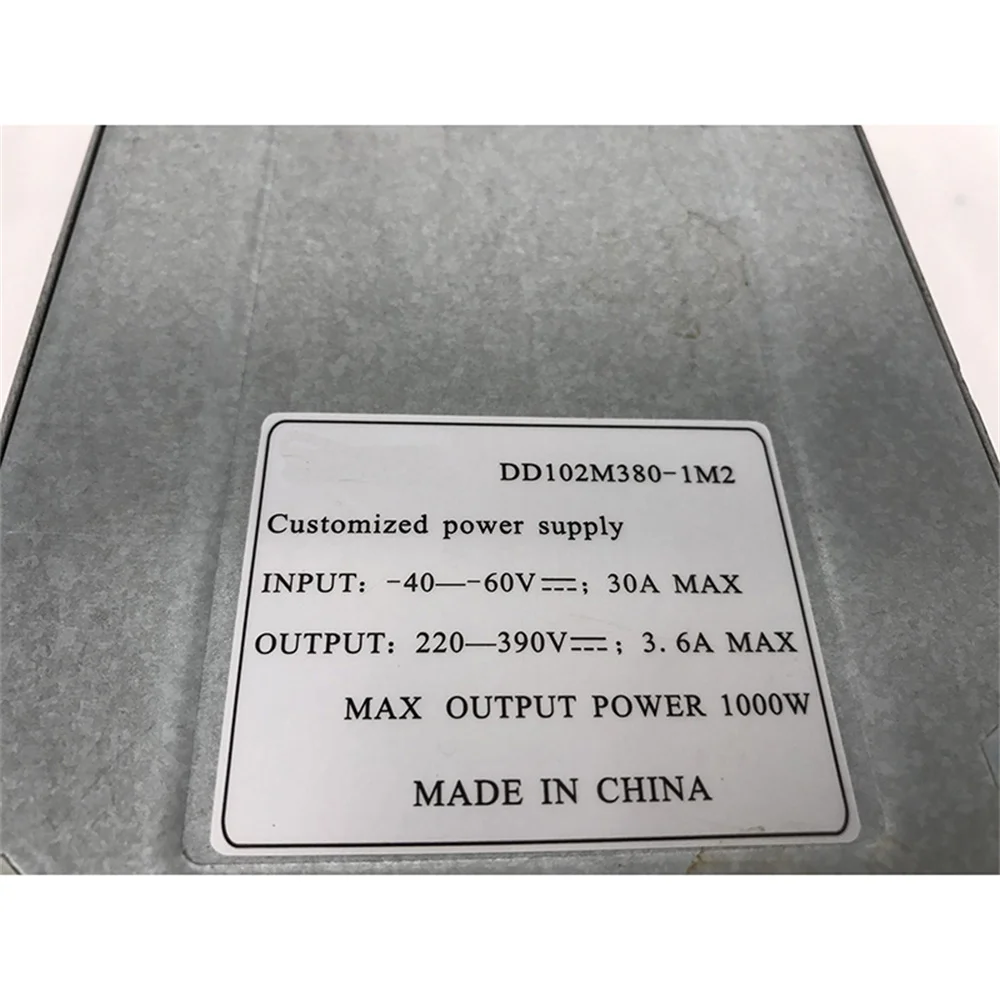 DD102M380-1M2
Customized power supply
INPUT: -40—-60V⎓; 30A MAX
OUTPUT: 220—390V⎓; 3.6A MAX
MAX OUTPUT POWER 1000W
MADE IN CHINA